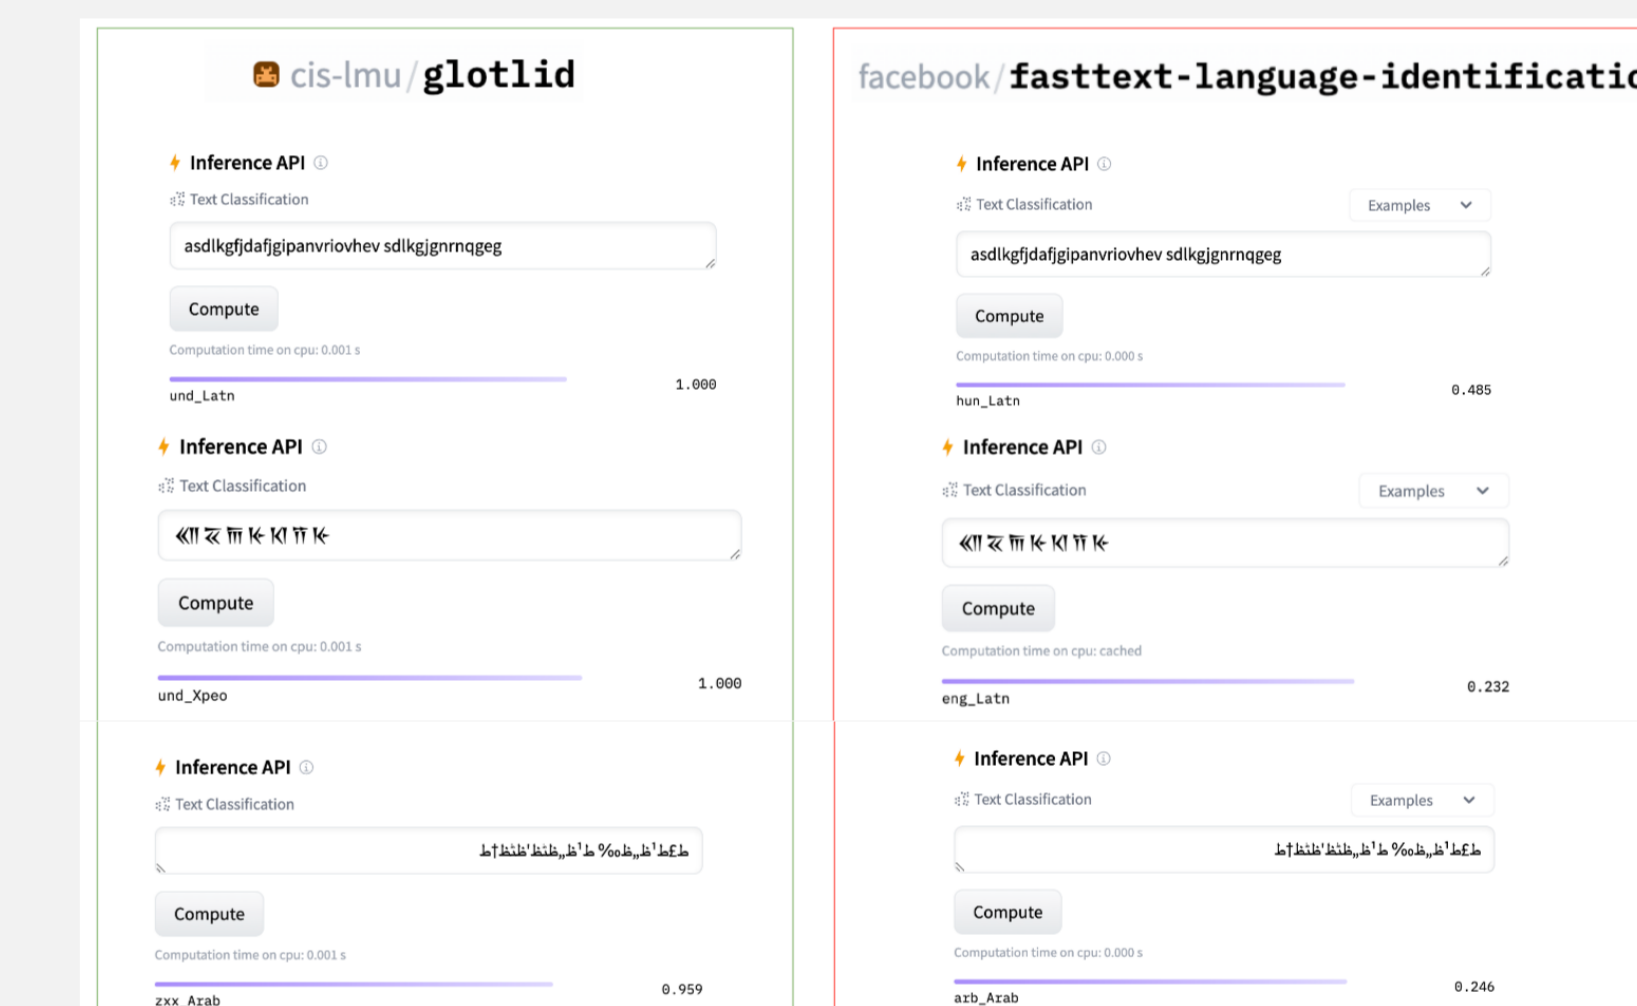 cis-lmu/glotlid
Inference API
Text Classification
asdlkgfjdafjgipanvriovhev sdlkgjgnrnqgeg
Compute
Computation time on cpu: 0.001 s
und_Latn 1.000
Inference API
Text Classification
Compute
Computation time on cpu: 0.001 s
und_Xpeo 1.000
Inference API
Text Classification
Compute
Computation time on cpu: 0.001 s
zxx_Arab 0.959
facebook/fasttext-language-identificatio
Inference API
Text Classification
Examples
asdlkgfjdafjgipanvriovhev sdlkgjgnrnqgeg
Compute
Computation time on cpu: 0.000 s
hun_Latn 0.485
Inference API
Text Classification
Examples
Compute
Computation time on cpu: cached
eng_Latn 0.232
Inference API
Text Classification
Examples
Compute
Computation time on cpu: 0.000 s
arb_Arab 0.246